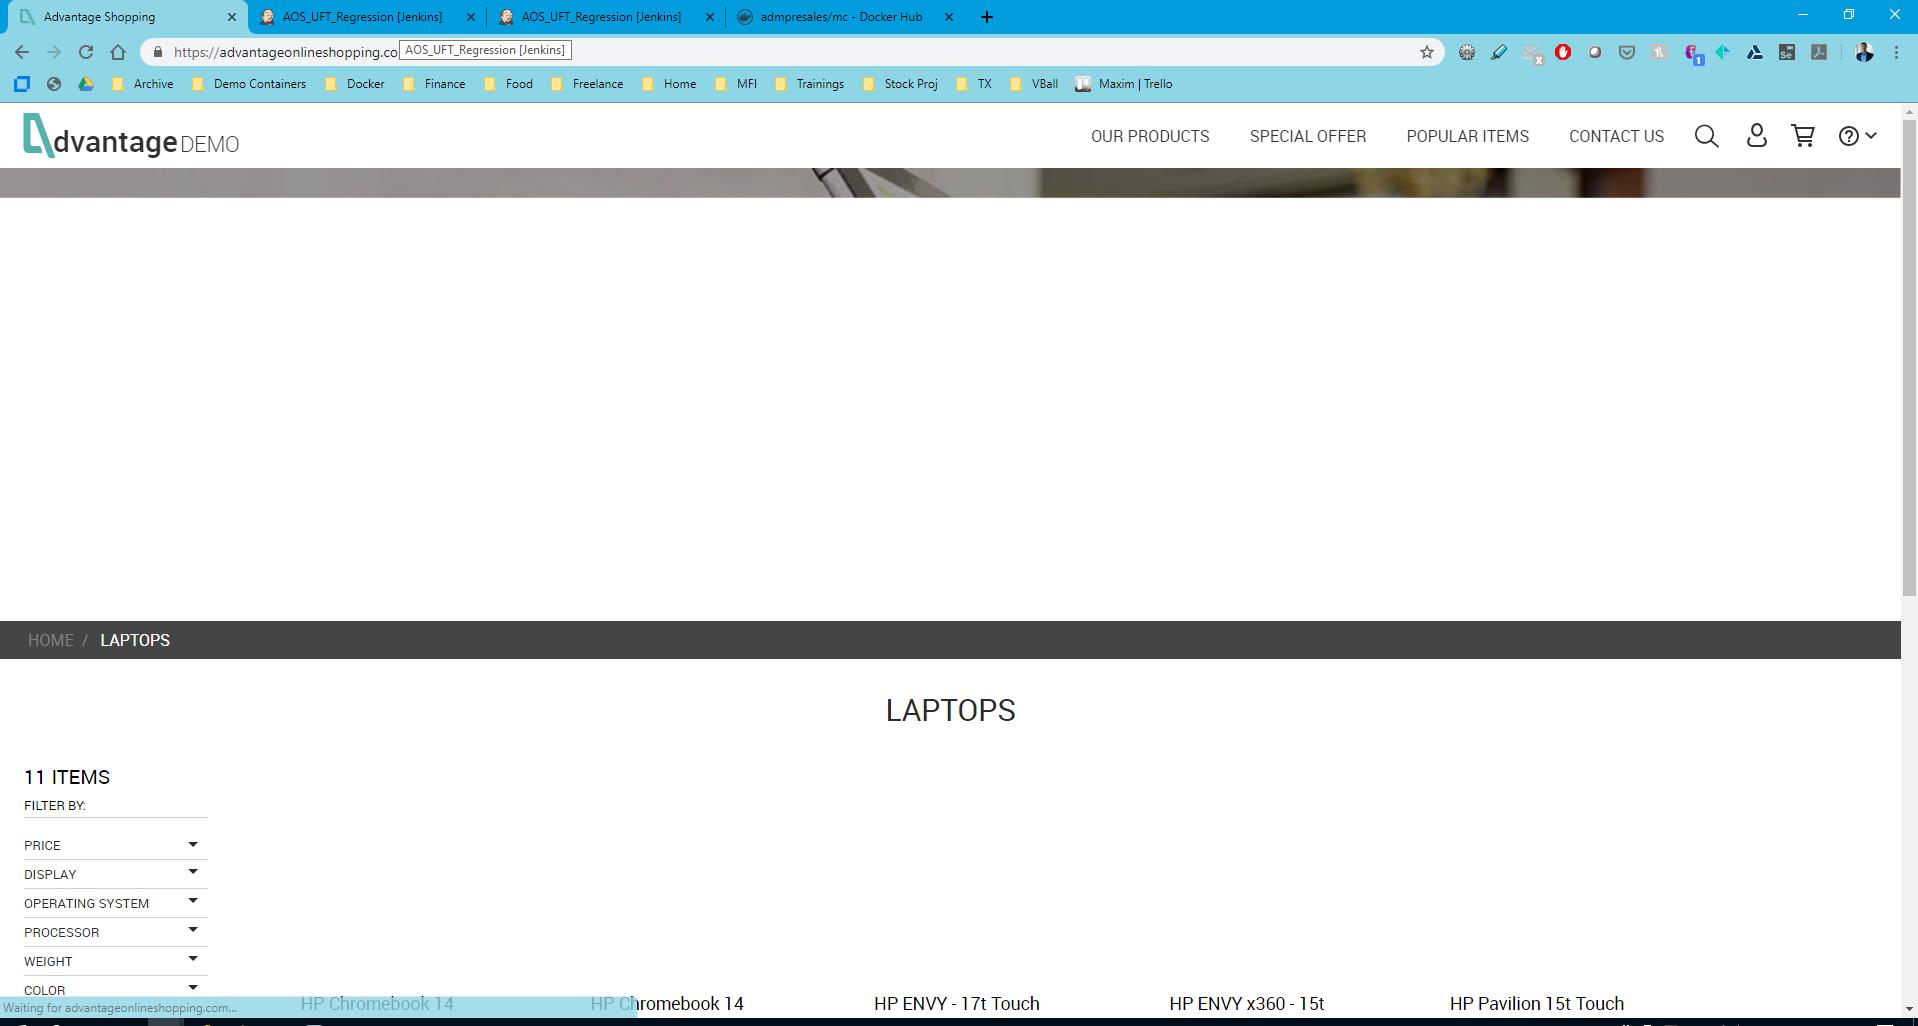 Advantage Shopping
AOS_UFT_Regression [Jenkins]
AOS_UFT_Regression [Jenkins]
admpresales/mc - Docker Hub
https://advantageonlineshopping.co
AOS_UFT_Regression [Jenkins]
x
1
Se
Archive
Demo Containers
Docker
Finance
Food
Freelance
Home
MFI
Trainings
Stock Proj
TX
VBall
Maxim | Trello
dvantage DEMO
OUR PRODUCTS
SPECIAL OFFER
POPULAR ITEMS
CONTACT US
?
HOME / LAPTOPS
LAPTOPS
11 ITEMS
FILTER BY:
PRICE
DISPLAY
OPERATING SYSTEM
PROCESSOR
WEIGHT
COLOR
HP Chromebook 14
HP Chromebook 14
HP ENVY - 17t Touch
HP ENVY x360 - 15t
HP Pavilion 15t Touch
Waiting for advantageonlineshopping.com...